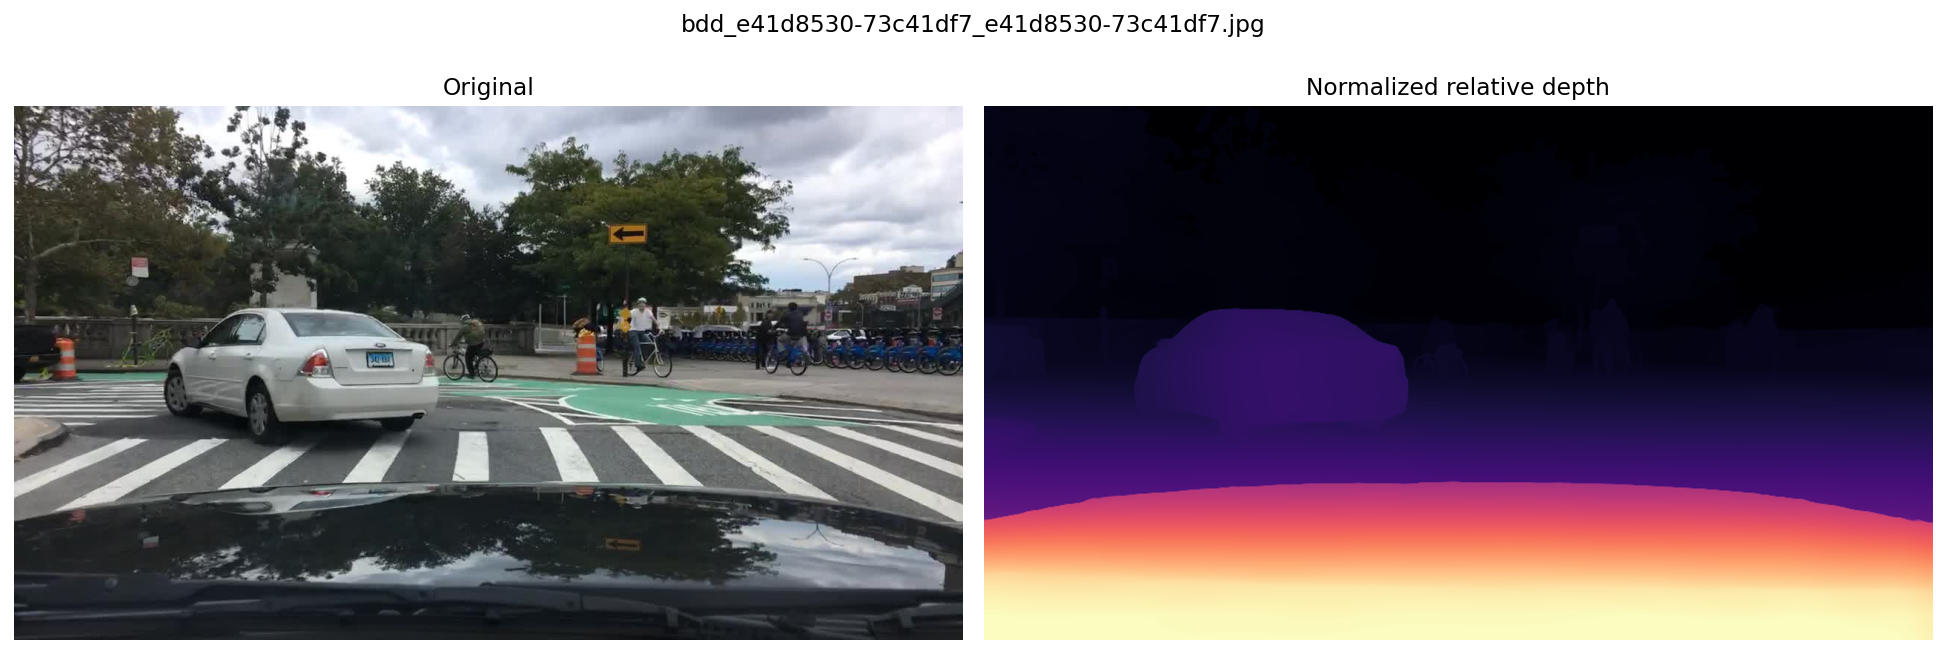 bdd_e41d8530-73c41df7_e41d8530-73c41df7.jpg
Original
Normalized relative depth